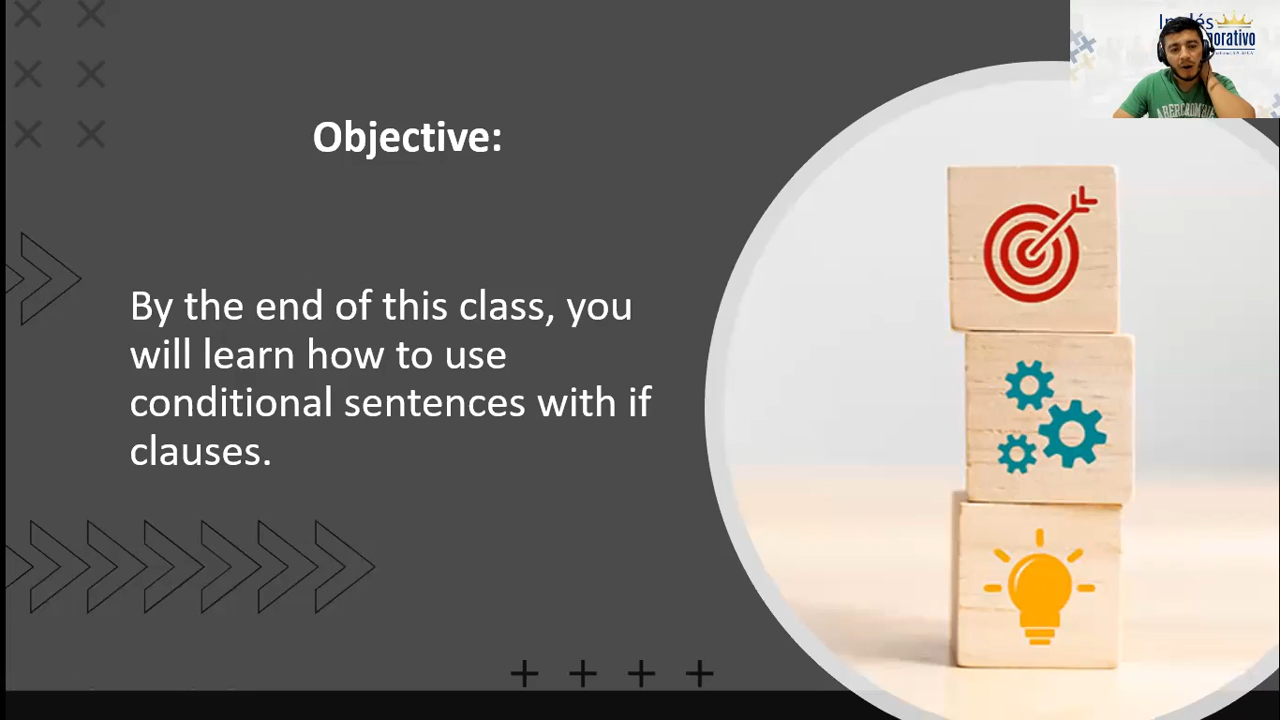 Objective:
By the end of this class, you
will learn how to use
conditional sentences with if
clauses.